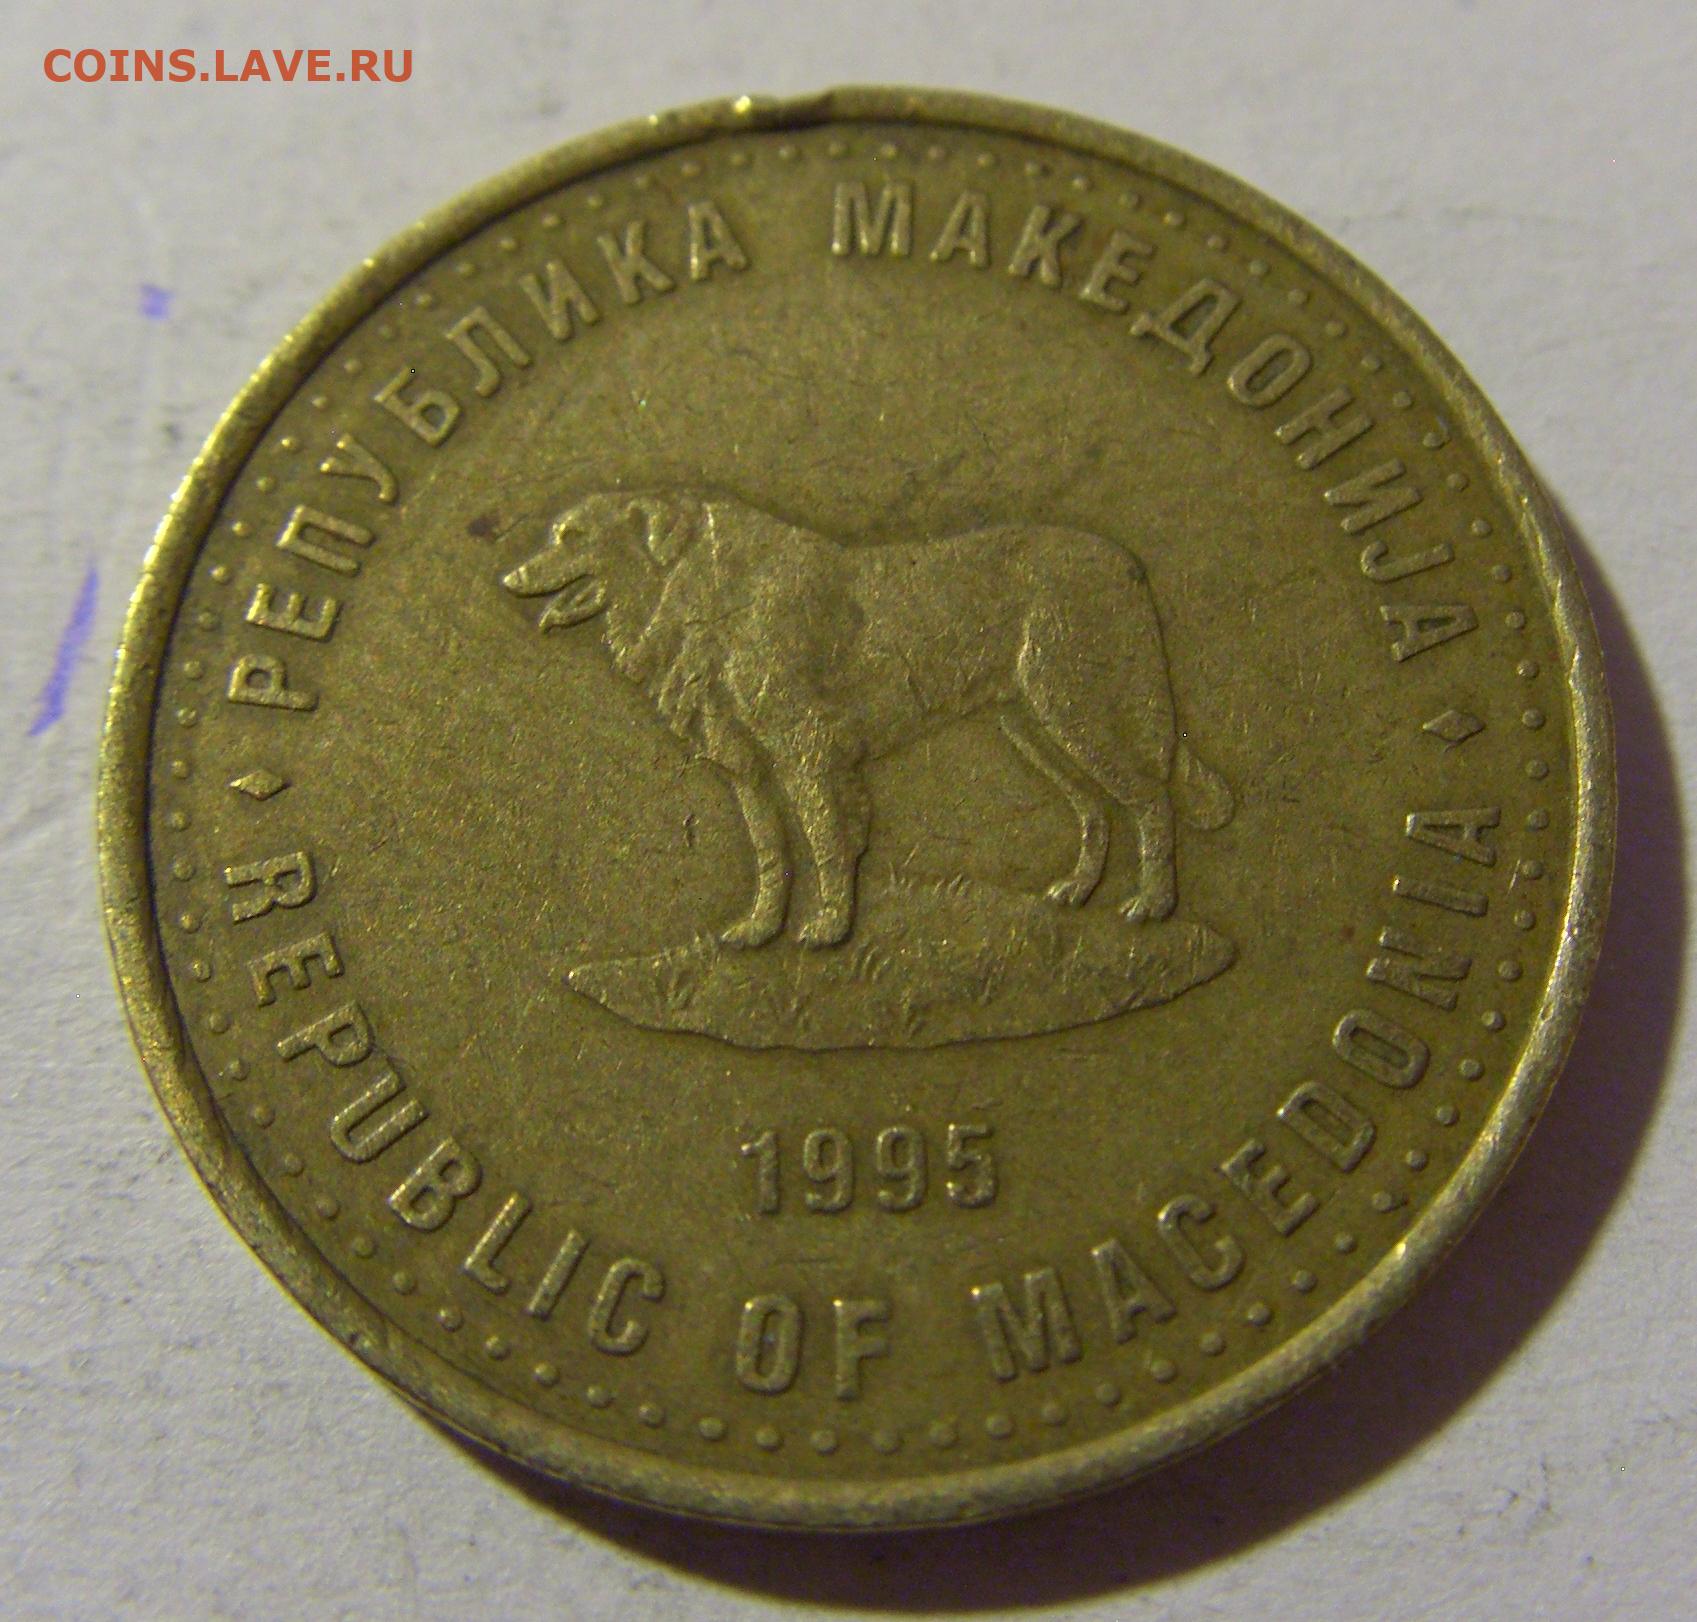 COINS.LAVE.RU
РЕПУБЛИКА МАКЕДОНИЈА
1995
REPUBLIC OF MACEDONIA